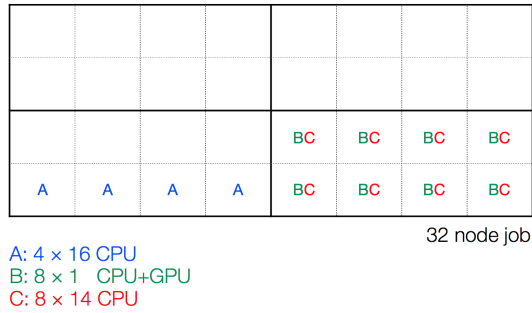 BC BC BC BC
A A A A BC BC BC BC
32 node job
A: 4 × 16 CPU
B: 8 × 1 CPU+GPU
C: 8 × 14 CPU